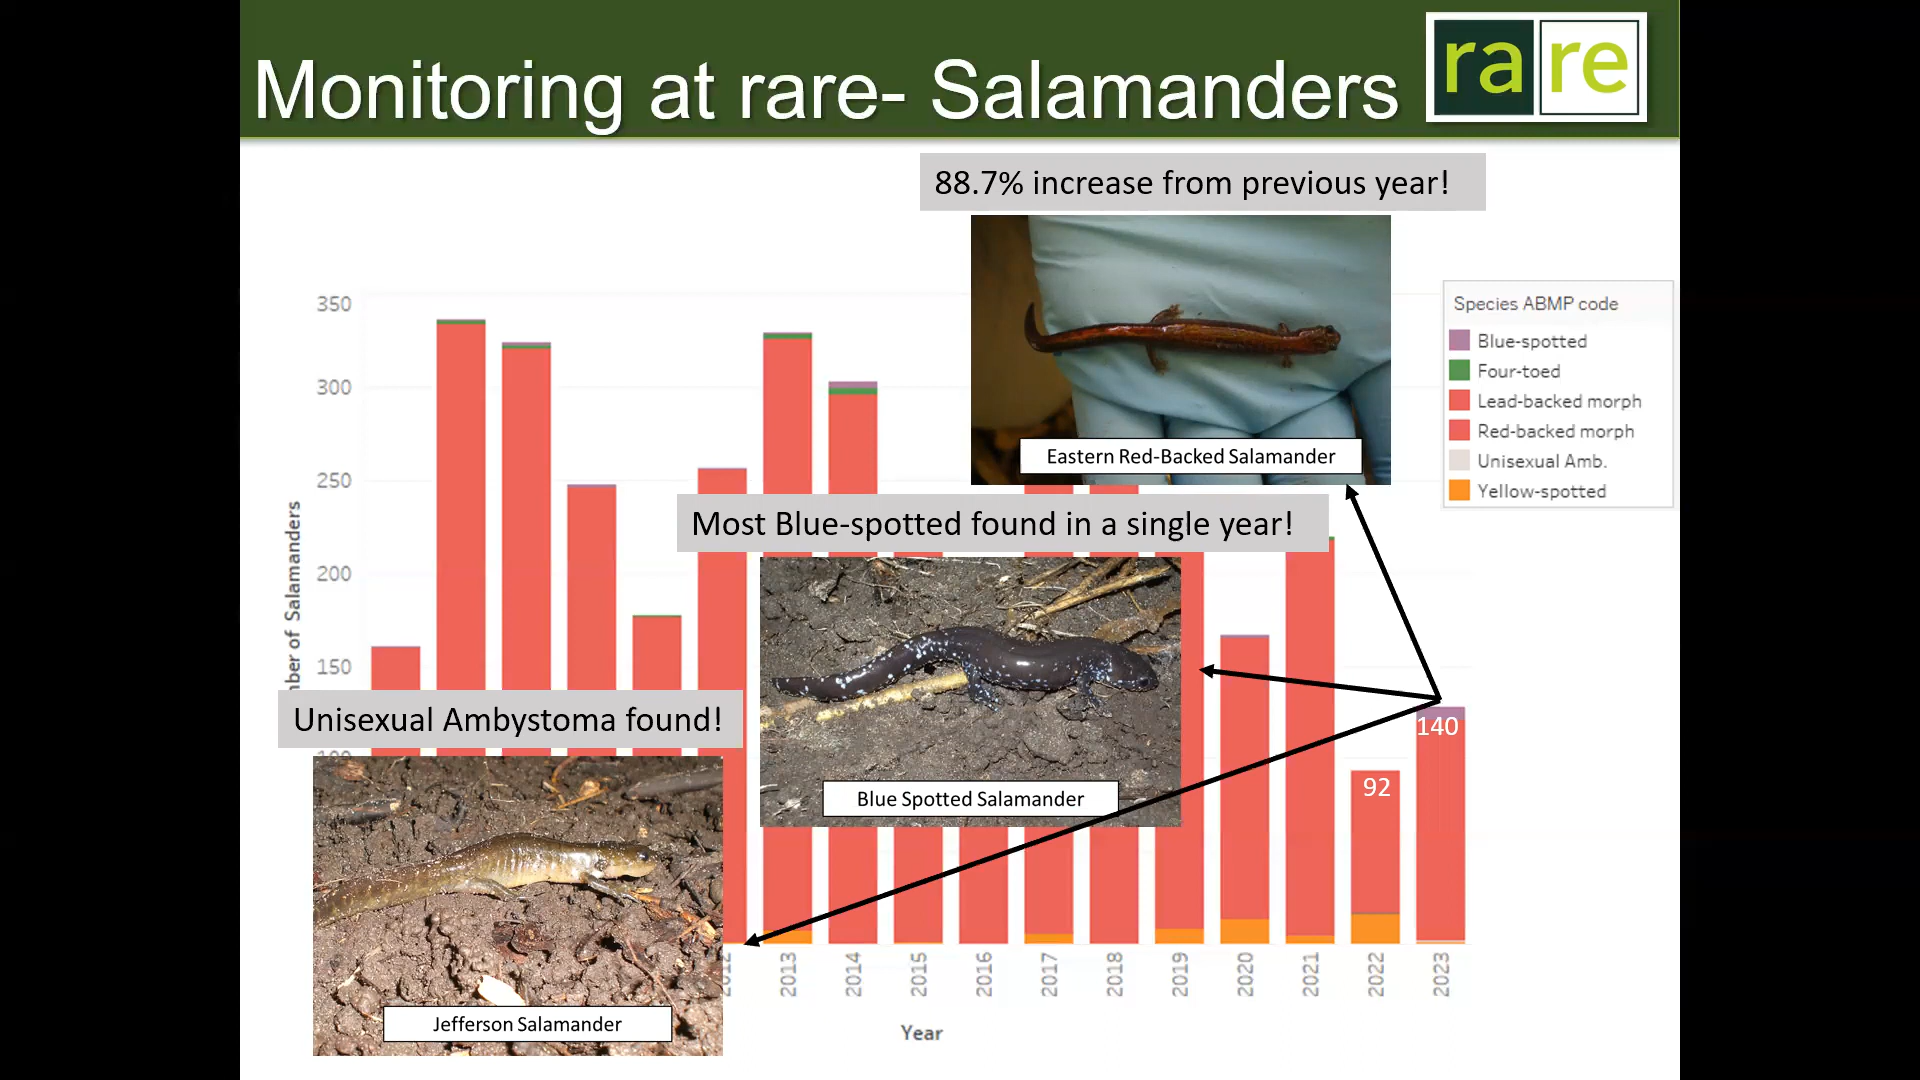 Monitoring at rare- Salamanders
rare
88.7% increase from previous year!
Eastern Red-Backed Salamander
Species ABMP code
Blue-spotted
Four-toed
Lead-backed morph
Red-backed morph
Unisexual Amb.
Yellow-spotted
Most Blue-spotted found in a single year!
Blue Spotted Salamander
Unisexual Ambystoma found!
Jefferson Salamander
350
300
250
200
150
of Salamanders
140
92
2013
2014
2015
2016
2017
2018
2019
2020
2021
2022
2023
Year